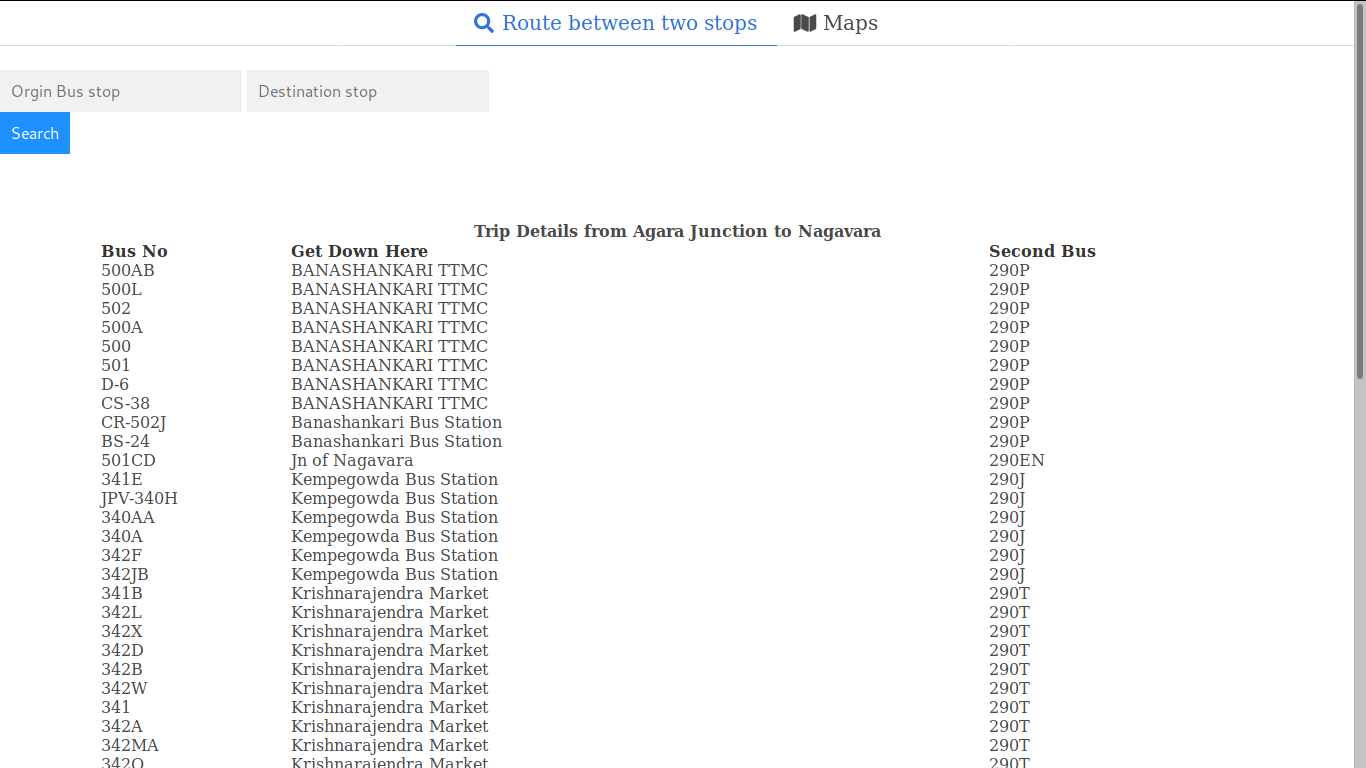 Route between two stops Maps
Orgin Bus stop Destination stop
Search
Trip Details from Agara Junction to Nagavara
Bus No Get Down Here Second Bus
500AB BANASHANKARI TTMC 290P
500L BANASHANKARI TTMC 290P
502 BANASHANKARI TTMC 290P
500A BANASHANKARI TTMC 290P
500 BANASHANKARI TTMC 290P
501 BANASHANKARI TTMC 290P
D-6 BANASHANKARI TTMC 290P
CS-38 BANASHANKARI TTMC 290P
CR-502J Banashankari Bus Station 290P
BS-24 Banashankari Bus Station 290P
501CD Jn of Nagavara 290EN
341E Kempegowda Bus Station 290J
JPV-340H Kempegowda Bus Station 290J
340AA Kempegowda Bus Station 290J
340A Kempegowda Bus Station 290J
342F Kempegowda Bus Station 290J
342JB Kempegowda Bus Station 290J
341B Krishnarajendra Market 290T
342L Krishnarajendra Market 290T
342X Krishnarajendra Market 290T
342D Krishnarajendra Market 290T
342B Krishnarajendra Market 290T
342W Krishnarajendra Market 290T
341 Krishnarajendra Market 290T
342A Krishnarajendra Market 290T
342MA Krishnarajendra Market 290T
Krishnarajendra Market 290T